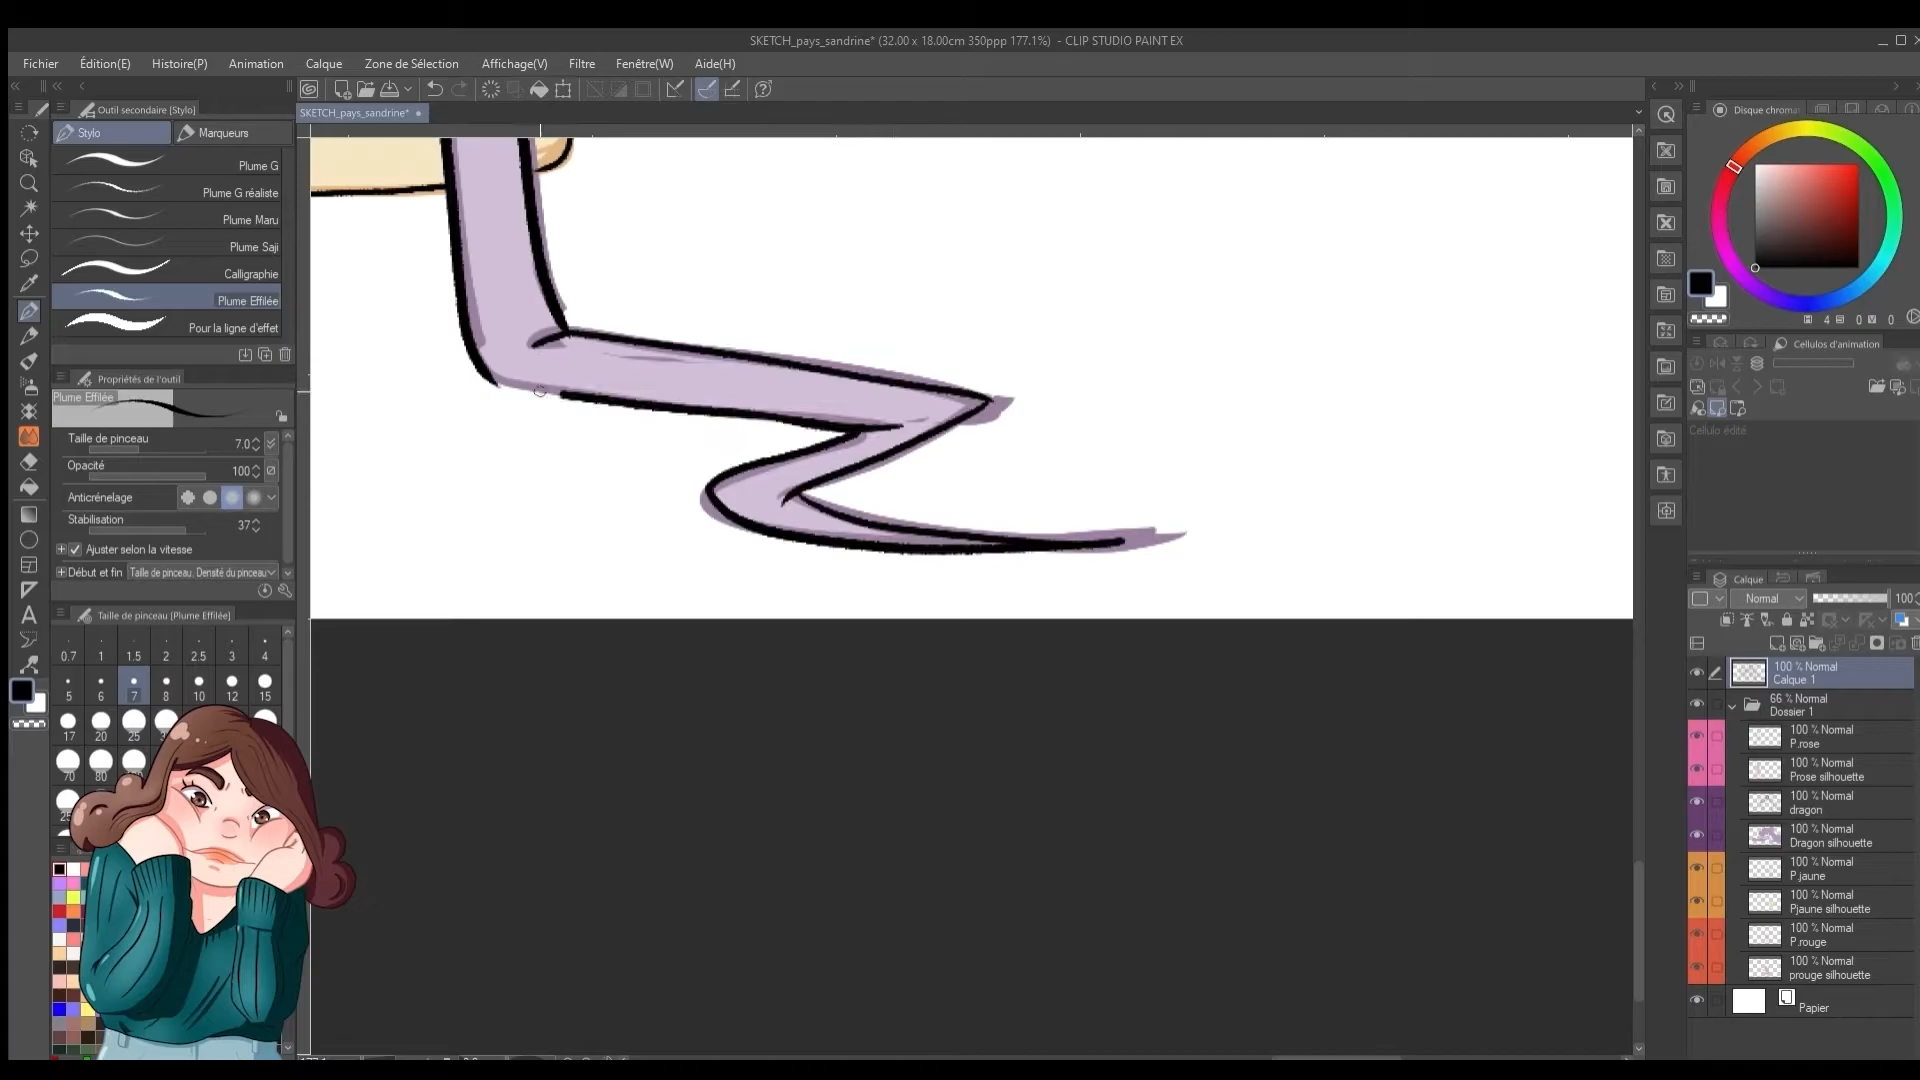 SKETCH_pays_sandrine* (32.00 x 18.00cm 350ppp 177.1%) - CLIP STUDIO PAINT EX
Fichier Édition(E) Histoire(P) Animation Calque Zone de Sélection Affichage(V) Filtre Fenêtre(W) Aide(H)
Outil secondaire [Stylo]
SKETCH_pays_sandrine*
Stylo Marqueurs
Plume G
Plume G réaliste
Plume Maru
Plume Saji
Calligraphie
Plume Effilée
Pour la ligne d'effet
Propriétés de l'outil
Plume Effilée
Taille de pinceau 7.0
Opacité 100
Anticrénelage
Stabilisation 37
Ajuster selon la vitesse
Début et fin Taille de pinceau, Densité du pinceau
Taille de pinceau [Plume Effilée]
0.7 1 1.5 2 2.5 3 4
5 6 7 8 10 12 15
17 20 25
70 80
Disque chroma
H 4 S 0 V 0
Cellulos d'animation
Cellulo édité
Calque
Normal 100
100 % Normal
Calque 1
66 % Normal
Dossier 1
100 % Normal
P.rose
100 % Normal
Prose silhouette
100 % Normal
dragon
100 % Normal
Dragon silhouette
100 % Normal
P.jaune
100 % Normal
Pjaune silhouette
100 % Normal
P.rouge
100 % Normal
prouge silhouette
Papier